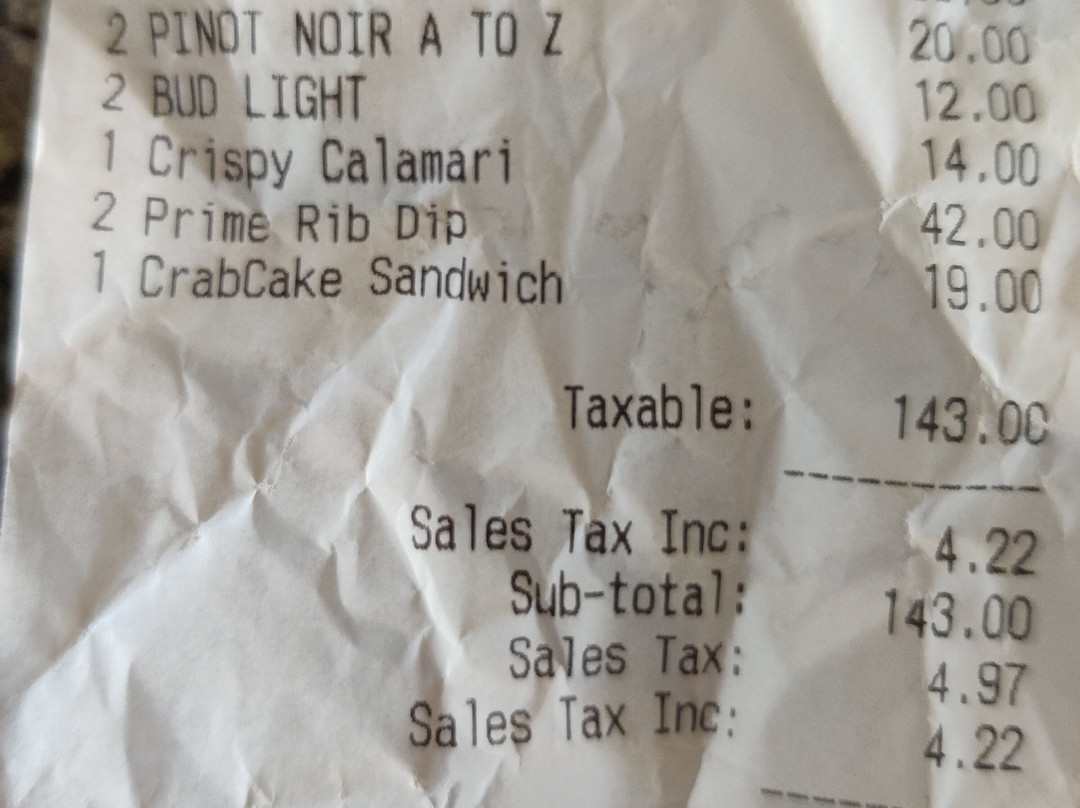 2 PINOT NOIR A TO Z 20.00
2 BUD LIGHT 12.00
1 Crispy Calamari 14.00
2 Prime Rib Dip 42.00
1 CrabCake Sandwich 19.00
Taxable: 143.00
Sales Tax Inc: 4.22
Sub-total: 143.00
Sales Tax: 4.97
Sales Tax Inc: 4.22